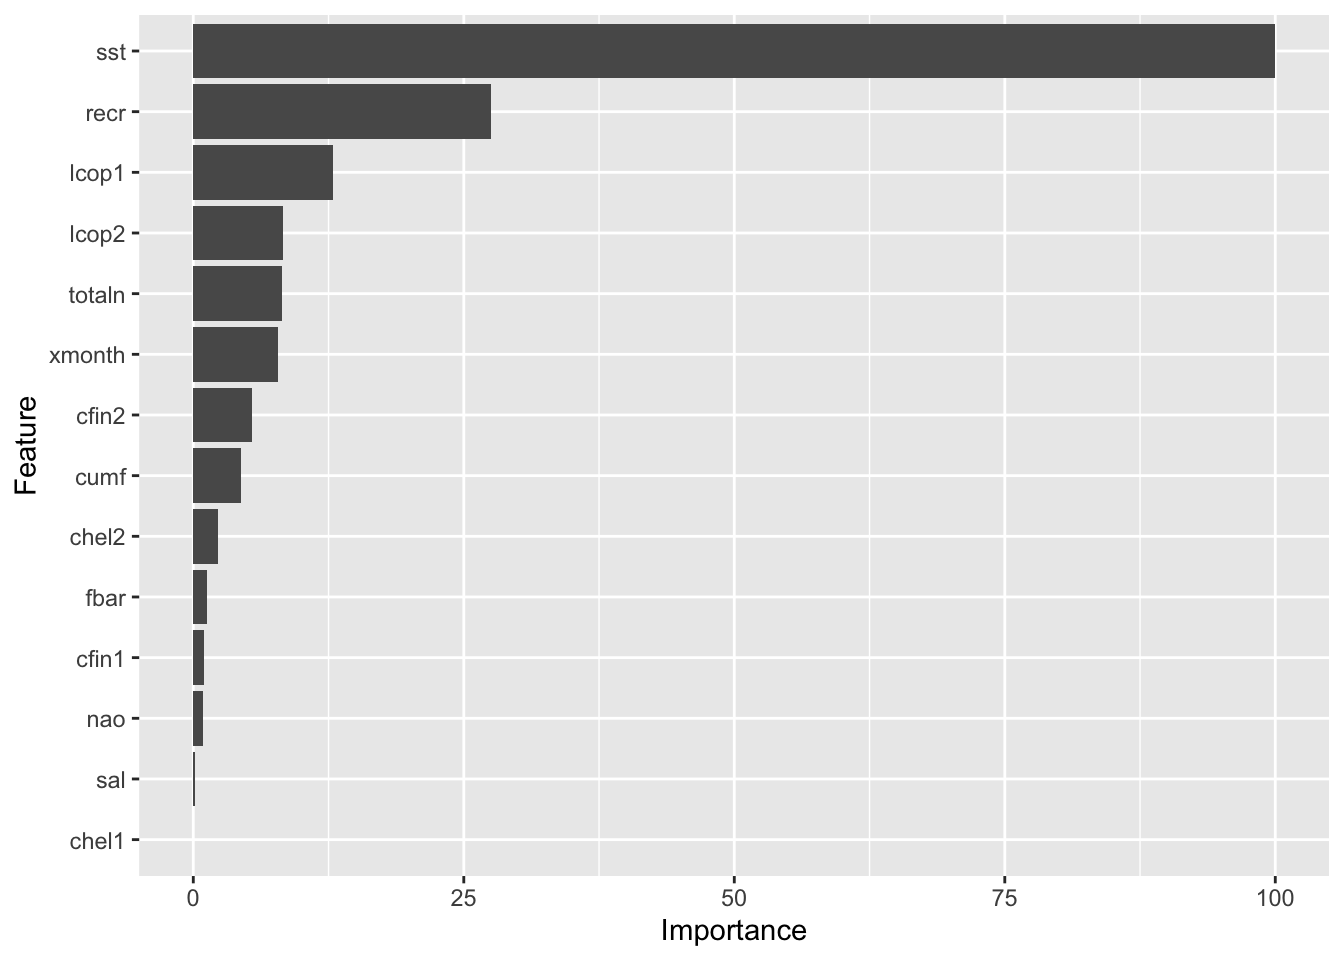 sst
recr
lcop1
lcop2
totaln
xmonth
cfin2
cumf
chel2
fbar
cfin1
nao
sal
chel1
Feature
0 25 50 75 100
Importance